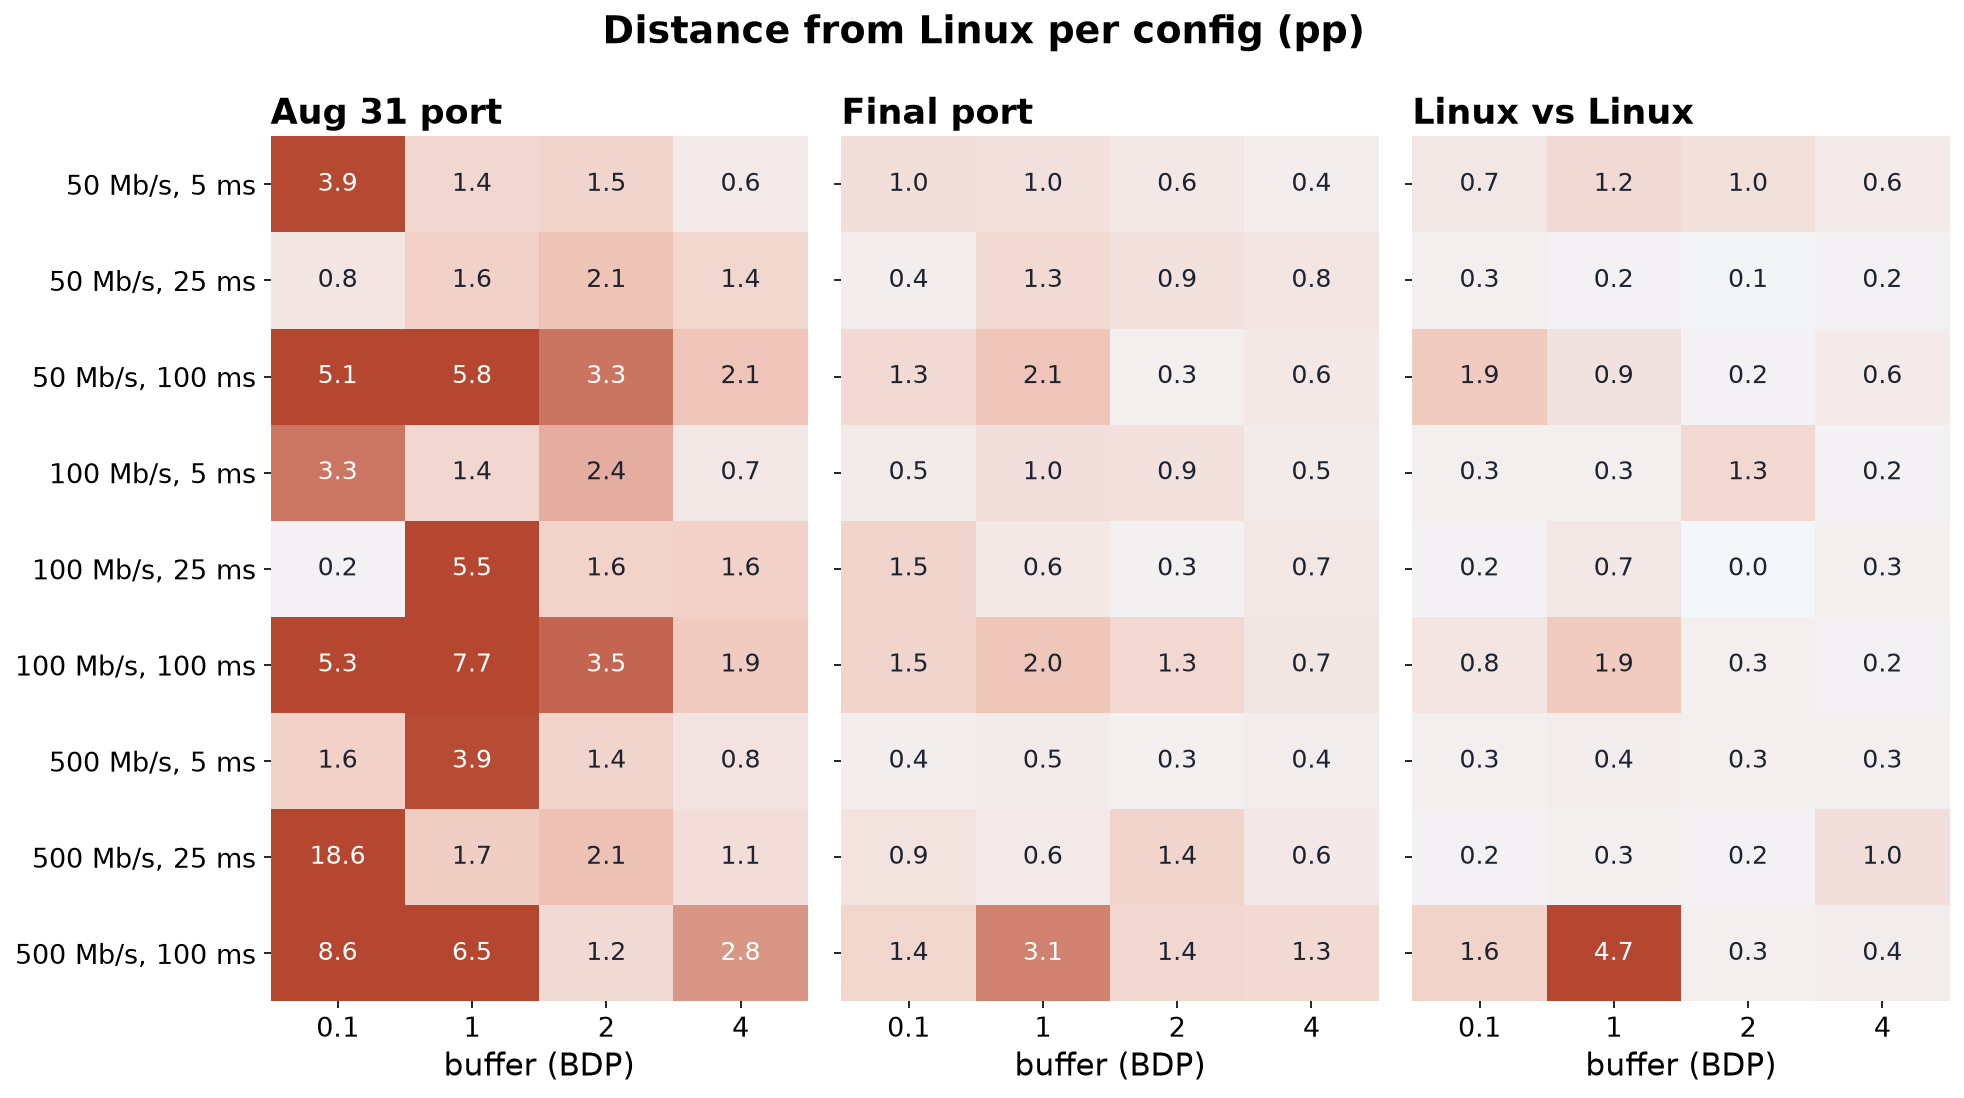 Distance from Linux per config (pp)
Aug 31 port Final port Linux vs Linux
50 Mb/s, 5 ms 3.9 1.4 1.5 0.6 1.0 1.0 0.6 0.4 0.7 1.2 1.0 0.6
50 Mb/s, 25 ms 0.8 1.6 2.1 1.4 0.4 1.3 0.9 0.8 0.3 0.2 0.1 0.2
50 Mb/s, 100 ms 5.1 5.8 3.3 2.1 1.3 2.1 0.3 0.6 1.9 0.9 0.2 0.6
100 Mb/s, 5 ms 3.3 1.4 2.4 0.7 0.5 1.0 0.9 0.5 0.3 0.3 1.3 0.2
100 Mb/s, 25 ms 0.2 5.5 1.6 1.6 1.5 0.6 0.3 0.7 0.2 0.7 0.0 0.3
100 Mb/s, 100 ms 5.3 7.7 3.5 1.9 1.5 2.0 1.3 0.7 0.8 1.9 0.3 0.2
500 Mb/s, 5 ms 1.6 3.9 1.4 0.8 0.4 0.5 0.3 0.4 0.3 0.4 0.3 0.3
500 Mb/s, 25 ms 18.6 1.7 2.1 1.1 0.9 0.6 1.4 0.6 0.2 0.3 0.2 1.0
500 Mb/s, 100 ms 8.6 6.5 1.2 2.8 1.4 3.1 1.4 1.3 1.6 4.7 0.3 0.4
0.1 1 2 4 0.1 1 2 4 0.1 1 2 4
buffer (BDP) buffer (BDP) buffer (BDP)